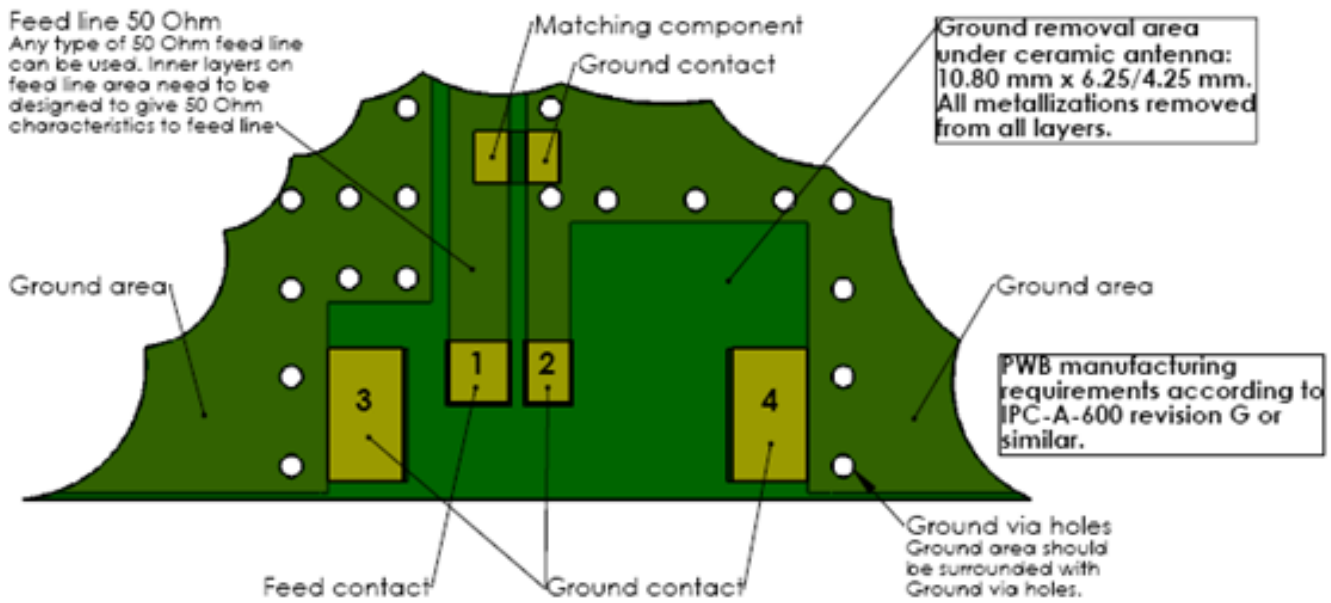 Feed line 50 Ohm
Any type of 50 Ohm feed line
can be used. Inner layers on
feed line area need to be
designed to give 50 Ohm
characteristics to feed line
Matching component
Ground contact
Ground removal area
under ceramic antenna:
10.80 mm x 6.25/4.25 mm.
All metallizations removed
from all layers.
Ground area
Ground area
1
2
3
4
PWB manufacturing
requirements according to
IPC-A-600 revision G or
similar.
Ground via holes
Ground area should
be surrounded with
Ground via holes.
Feed contact
Ground contact